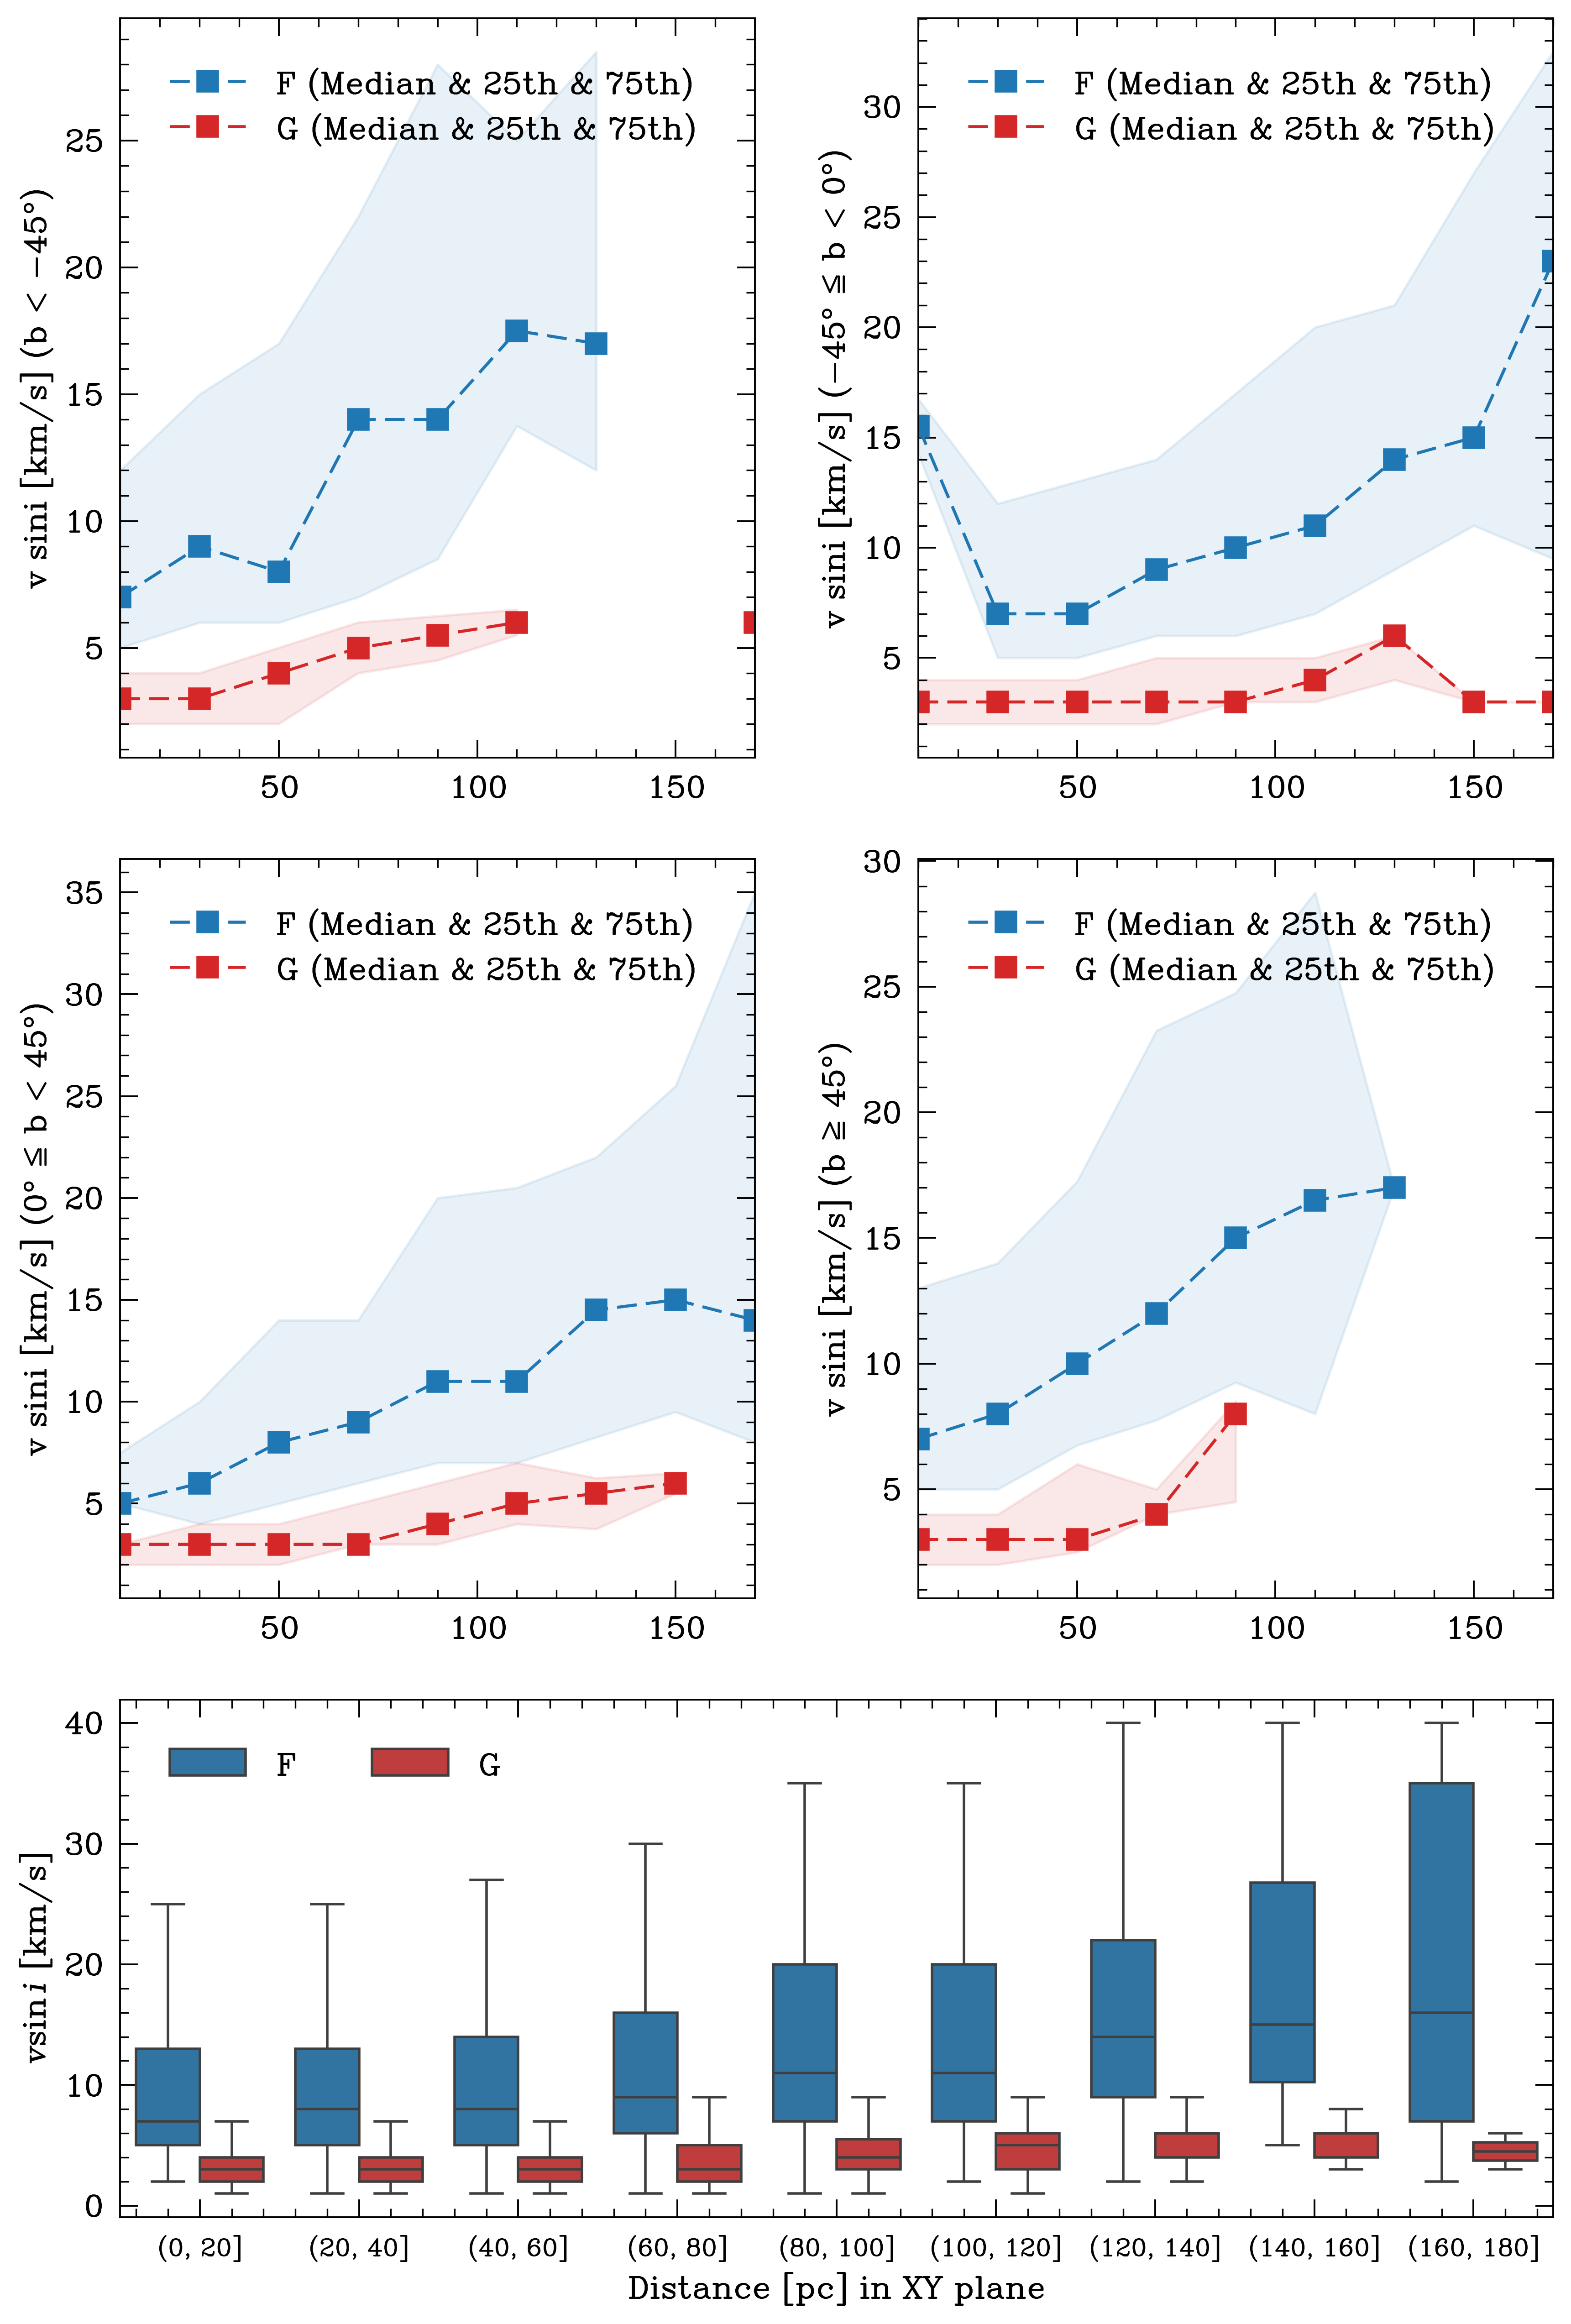 F (Median & 25th & 75th)
G (Median & 25th & 75th)
v sini [km/s] (b < −45°)
25
20
15
10
5
50 100 150
F (Median & 25th & 75th)
G (Median & 25th & 75th)
v sini [km/s] (−45° ≤ b < 0°)
30
25
20
15
10
5
50 100 150
F (Median & 25th & 75th)
G (Median & 25th & 75th)
v sini [km/s] (0° ≤ b < 45°)
35
30
25
20
15
10
5
50 100 150
F (Median & 25th & 75th)
G (Median & 25th & 75th)
v sini [km/s] (b ≥ 45°)
30
25
20
15
10
5
50 100 150
F G
vsin i [km/s]
40
30
20
10
0
(0, 20] (20, 40] (40, 60] (60, 80] (80, 100] (100, 120] (120, 140] (140, 160] (160, 180]
Distance [pc] in XY plane